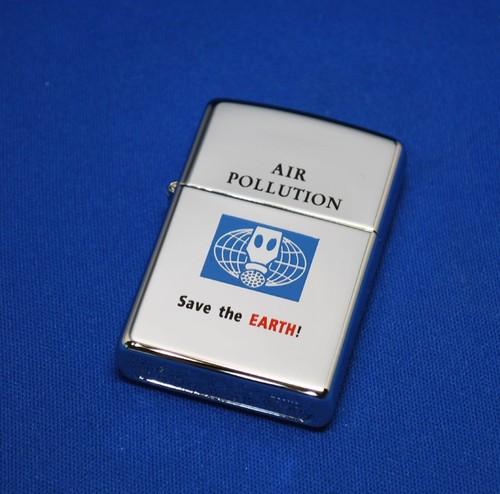 AIR
POLLUTION
Save the EARTH!